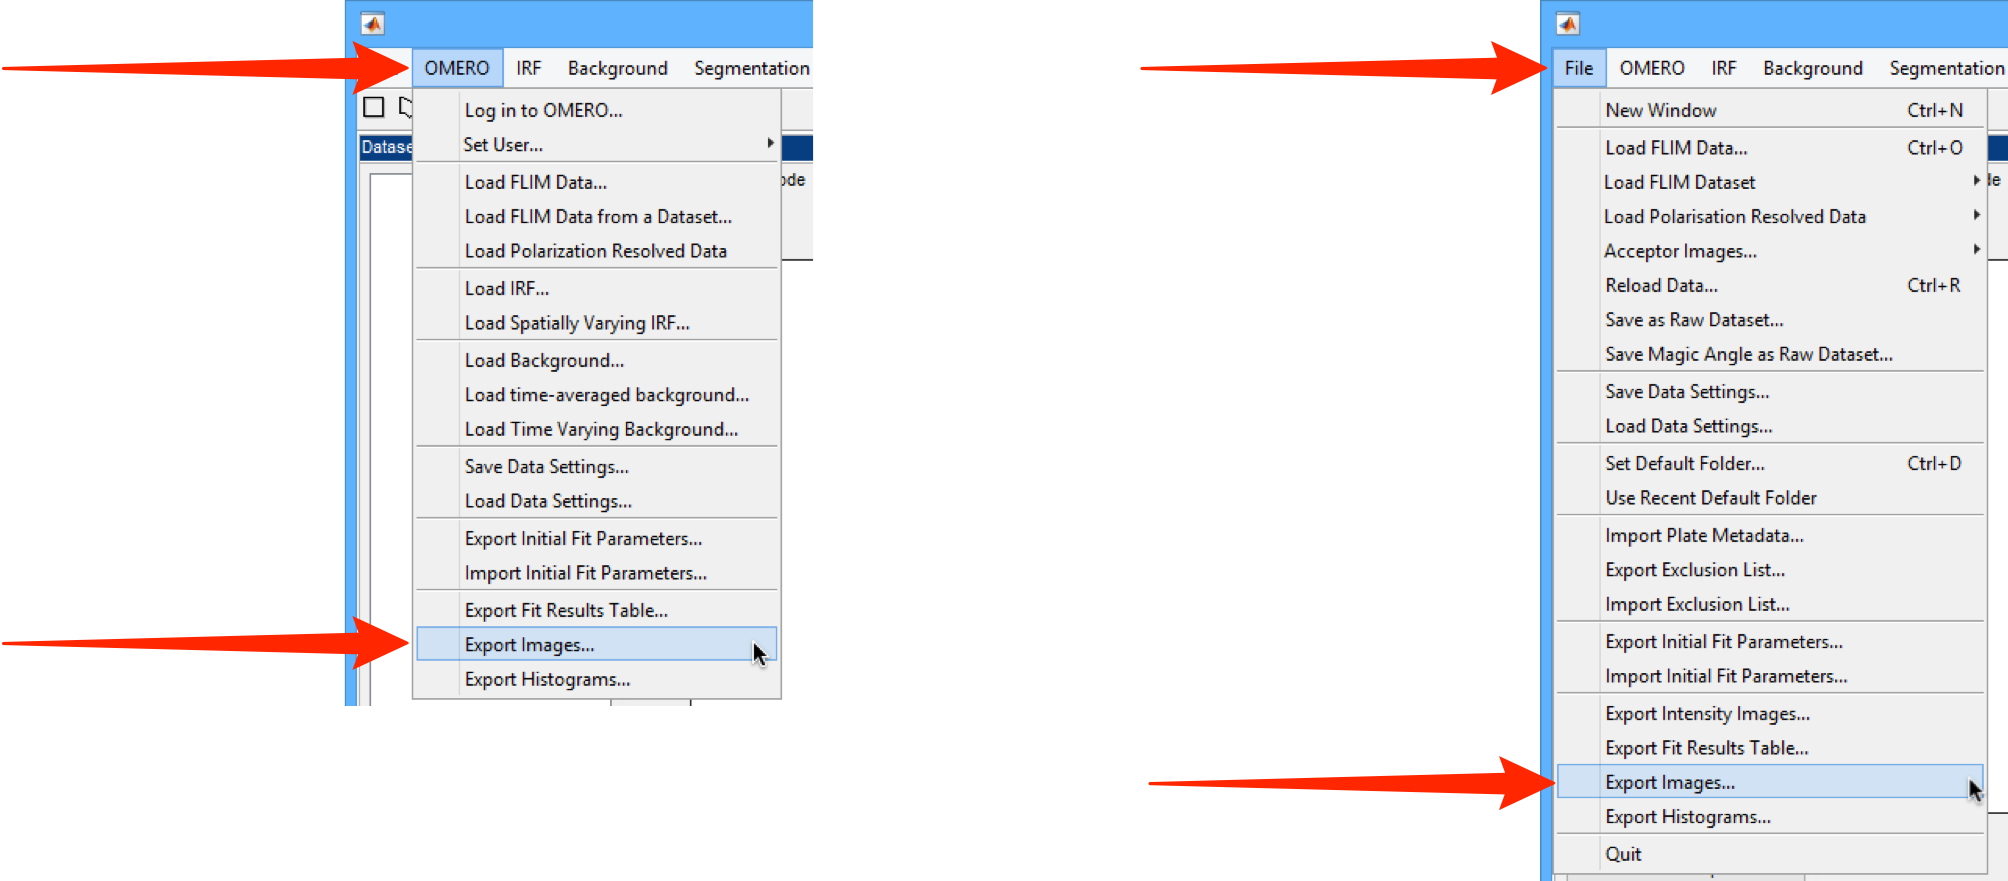 OMERO IRF Background Segmentation
Log in to OMERO...
Set User...
Datase
Load FLIM Data...
Load FLIM Data from a Dataset...
Load Polarization Resolved Data
Load IRF...
Load Spatially Varying IRF...
Load Background...
Load time-averaged background...
Load Time Varying Background...
Save Data Settings...
Load Data Settings...
Export Initial Fit Parameters...
Import Initial Fit Parameters...
Export Fit Results Table...
Export Images...
Export Histograms...
File OMERO IRF Background Segmentation
New Window Ctrl+N
Load FLIM Data... Ctrl+O
Load FLIM Dataset
Load Polarisation Resolved Data
Acceptor Images...
Reload Data... Ctrl+R
Save as Raw Dataset...
Save Magic Angle as Raw Dataset...
Save Data Settings...
Load Data Settings...
Set Default Folder... Ctrl+D
Use Recent Default Folder
Import Plate Metadata...
Export Exclusion List...
Import Exclusion List...
Export Initial Fit Parameters...
Import Initial Fit Parameters...
Export Intensity Images...
Export Fit Results Table...
Export Images...
Export Histograms...
Quit